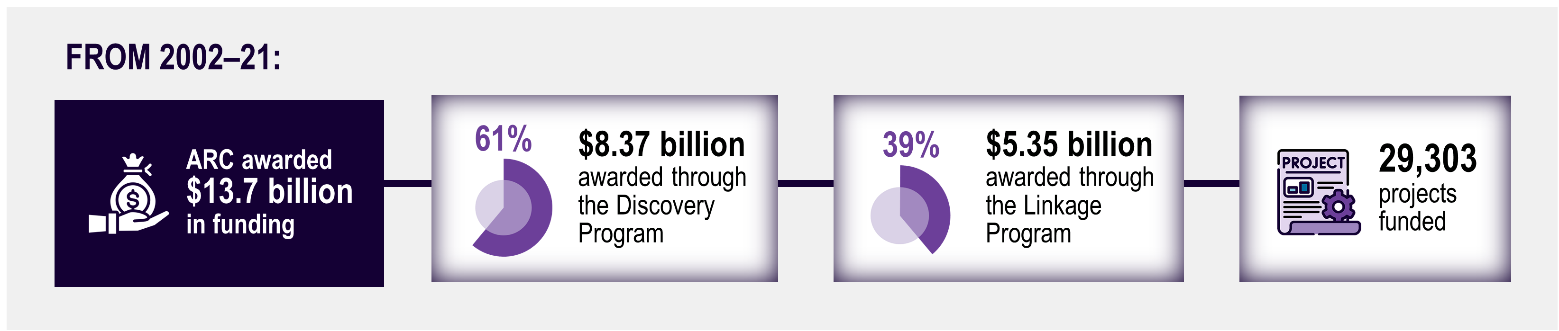 FROM 2002–21:
ARC awarded
$13.7 billion
in funding
$
61%
$8.37 billion
awarded through
the Discovery
Program
39%
$5.35 billion
awarded through
the Linkage
Program
PROJECT
29,303
projects
funded